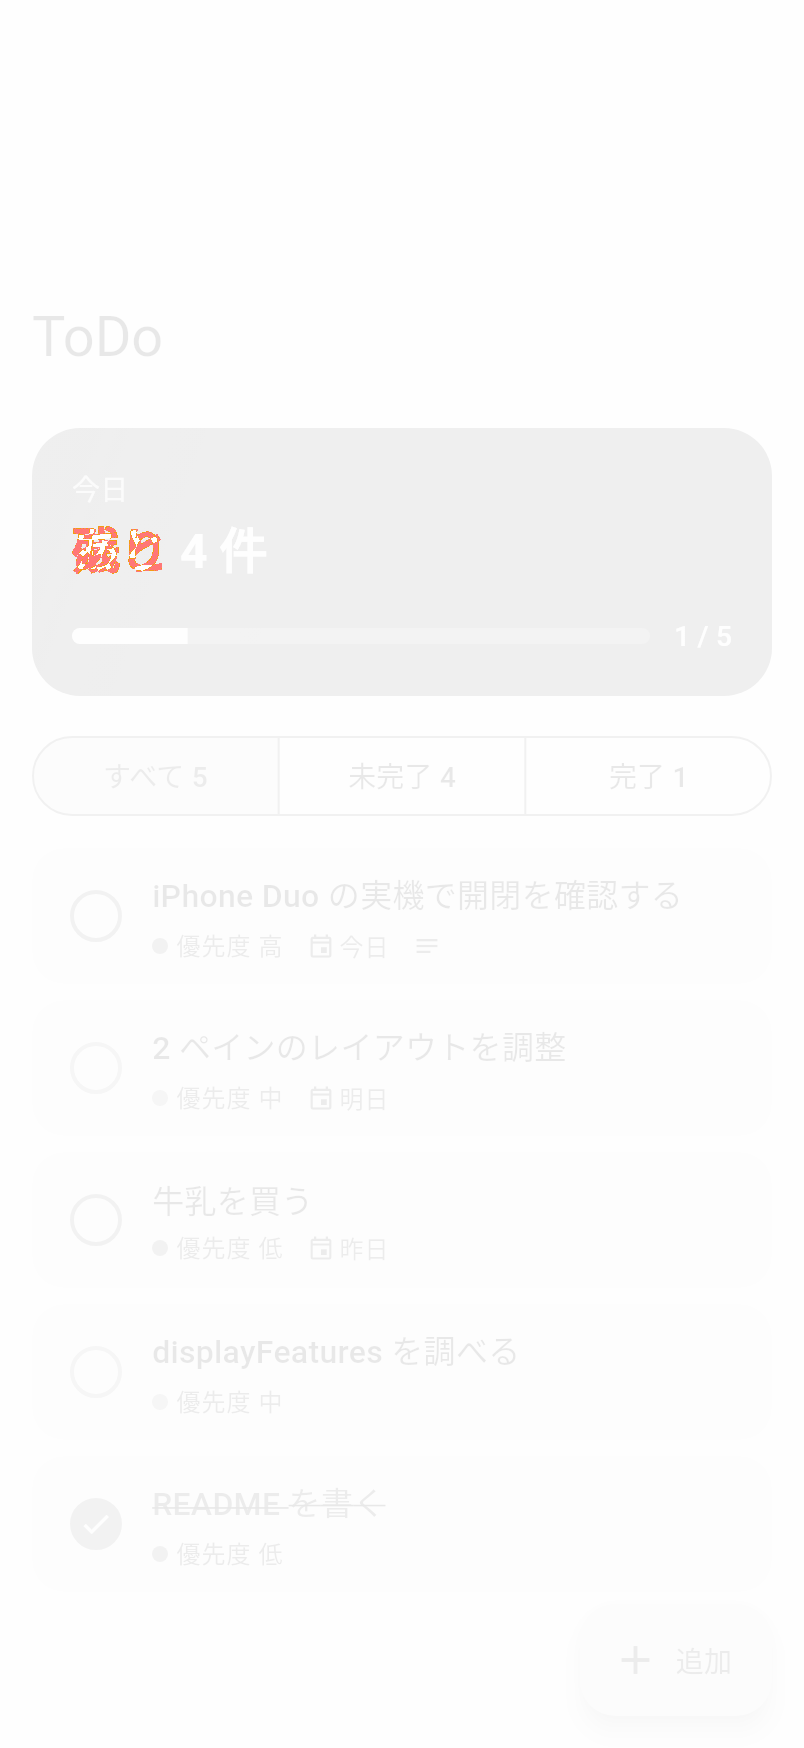 ToDo
今日
残り 4 件
1 / 5
すべて 5
未完了 4
完了 1
iPhone Duo の実機で開閉を確認する
優先度 高 今日
2 ペインのレイアウトを調整
優先度 中 明日
牛乳を買う
優先度 低 昨日
displayFeatures を調べる
優先度 中
README を書く
優先度 低
追加